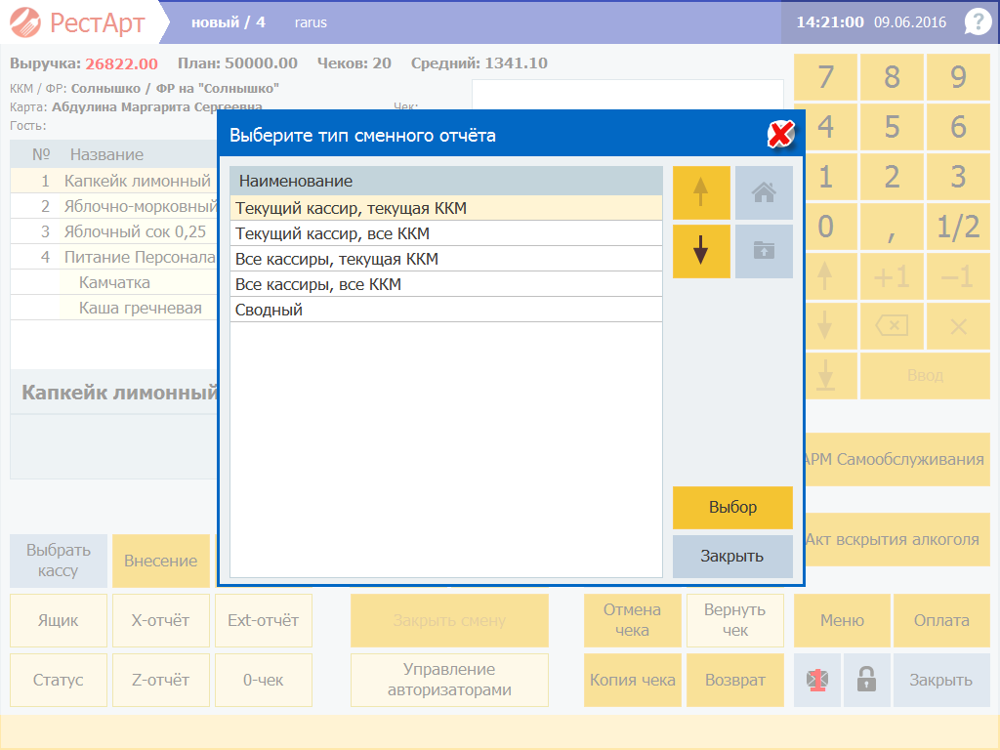 РестАрт новый / 4 rarus 14:21:00 09.06.2016 ?
Выручка: 26822.00 План: 50000.00 Чеков: 20 Средний: 1341.10
ККМ / ФР: Солнышко / ФР на "Солнышко"
Карта: Абдулина Маргарита Сергеевна Чек:
Гость:
№ Название
1 Капкейк лимонный
2 Яблочно-морковный
3 Яблочный сок 0,25
4 Питание Персонала
Камчатка
Каша гречневая
Капкейк лимонный
Выберите тип сменного отчёта
Наименование
Текущий кассир, текущая ККМ
Текущий кассир, все ККМ
Все кассиры, текущая ККМ
Все кассиры, все ККМ
Сводный
Выбор
Закрыть
7 8 9
4 5 6
1 2 3
0 , 1/2
+1 −1
Ввод
АРМ Самообслуживания
Акт вскрытия алкоголя
Выбрать
кассу
Внесение
Ящик X-отчёт Ext-отчёт Закрыть смену
Отмена
чека
Вернуть
чек
Меню Оплата
Статус Z-отчёт 0-чек
Управление
авторизаторами
Копия чека Возврат 1 Закрыть